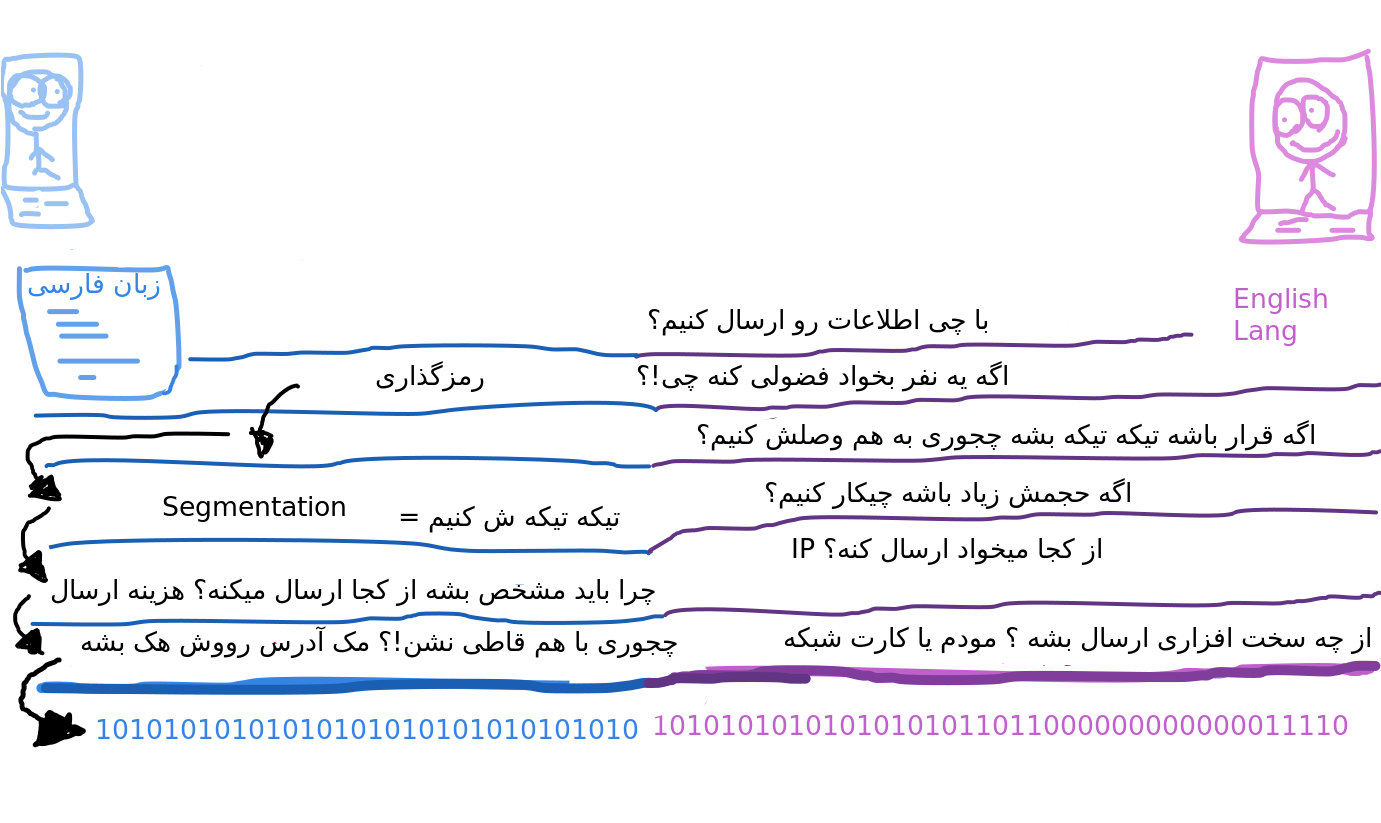 زبان فارسی
English
Lang
با چی اطلاعات رو ارسال کنیم؟
رمزگذاری
اگه یه نفر بخواد فضولی کنه چی!؟
اگه قرار باشه تیکه تیکه بشه چجوری به هم وصلش کنیم؟
اگه حجمش زیاد باشه چیکار کنیم؟
Segmentation
تیکه تیکه ش کنیم =
از کجا میخواد ارسال کنه؟ IP
چرا باید مشخص بشه از کجا ارسال میکنه؟ هزینه ارسال
از چه سخت افزاری ارسال بشه ؟ مودم یا کارت شبکه
چجوری با هم قاطی نشن!؟ مک آدرس رووش هک بشه
10101010101010101010101010101010
10101010101010101011011000000000000011110